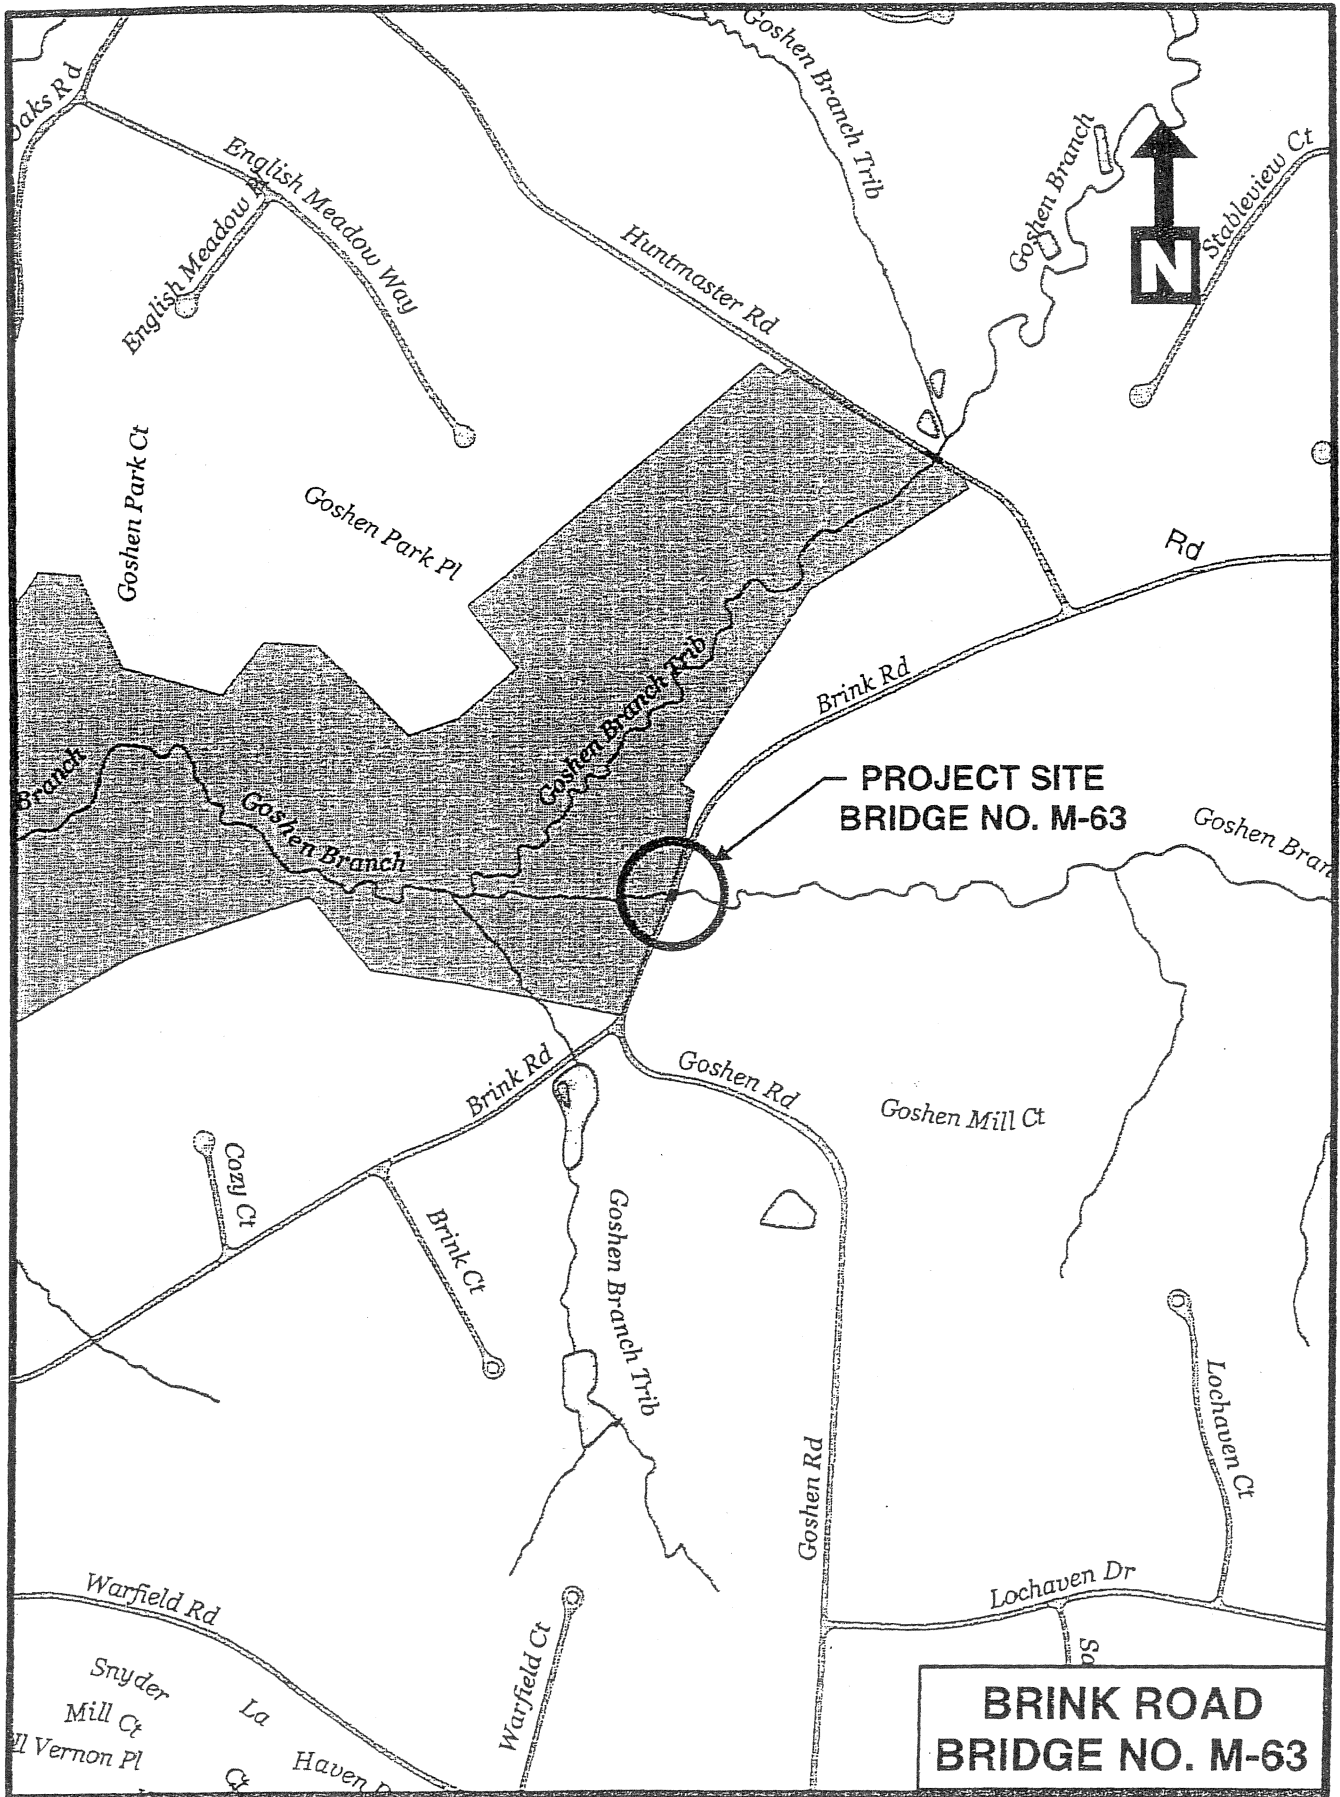 Goshen Branch Trib
Goshen Branch
Stableview Ct
Oaks Rd
English Meadow Way
English Meadow
Huntmaster Rd
N
Goshen Park Ct
Goshen Park Pl
Rd
Brink Rd
Goshen Branch Trib
PROJECT SITE
BRIDGE NO. M-63
Branch
Goshen Branch
Goshen Bran
Brink Rd
Goshen Rd
Goshen Mill Ct
Cozy Ct
Brink Ct
Goshen Branch Trib
Lochaven Ct
Goshen Rd
Lochaven Dr
Warfield Rd
Warfield Ct
Snyder
Mill Ct
La
ll Vernon Pl
Haven D
Ct
BRINK ROAD
BRIDGE NO. M-63